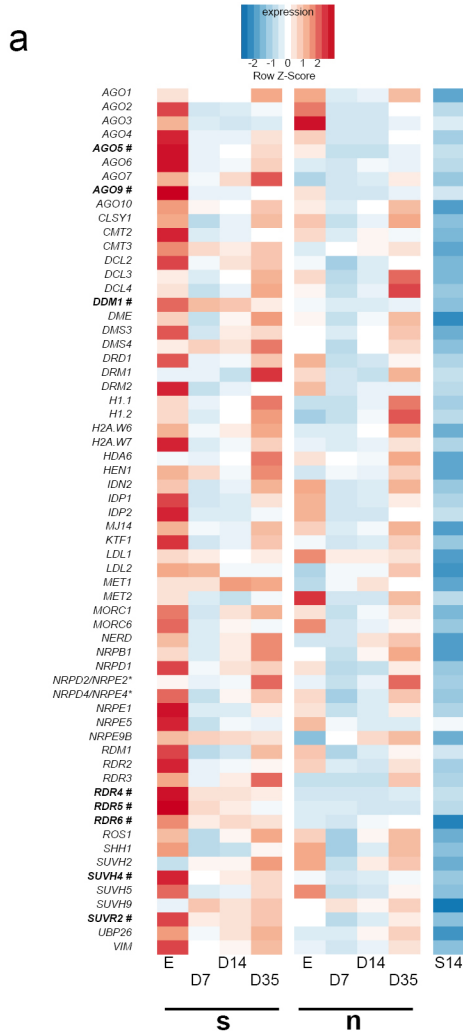 a
expression
-2 -1 0 1 2
Row Z-Score
AGO1
AGO2
AGO3
AGO4
AGO5 #
AGO6
AGO7
AGO9 #
AGO10
CLSY1
CMT2
CMT3
DCL2
DCL3
DCL4
DDM1 #
DME
DMS3
DMS4
DRD1
DRM1
DRM2
H1.1
H1.2
H2A.W6
H2A.W7
HDA6
HEN1
IDN2
IDP1
IDP2
MJ14
KTF1
LDL1
LDL2
MET1
MET2
MORC1
MORC6
NERD
NRPB1
NRPD1
NRPD2/NRPE2*
NRPD4/NRPE4*
NRPE1
NRPE5
NRPE9B
RDM1
RDR2
RDR3
RDR4 #
RDR5 #
RDR6 #
ROS1
SHH1
SUVH2
SUVH4 #
SUVH5
SUVH9
SUVR2 #
UBP26
VIM
E D14 E D14 S14
D7 D35 D7 D35
s n